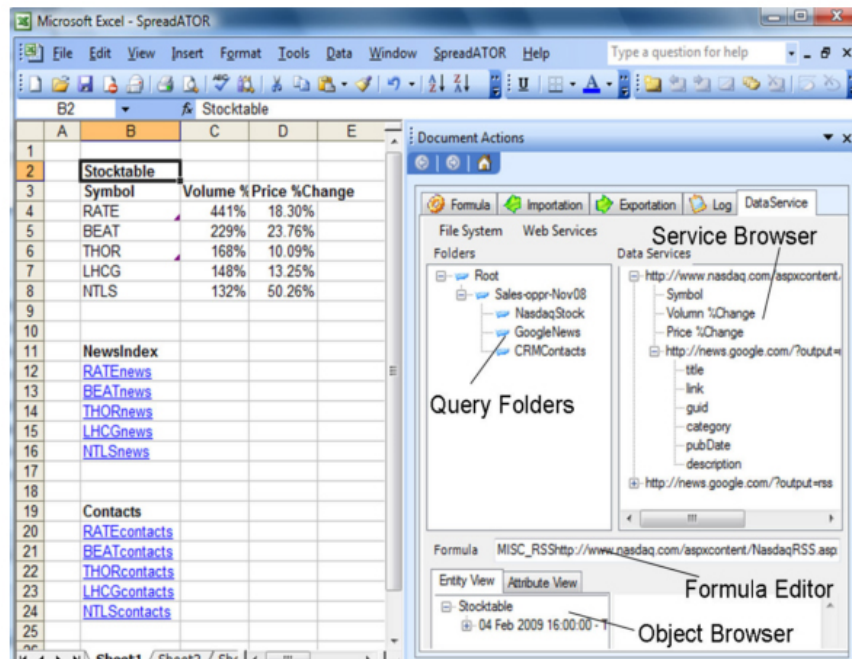 Microsoft Excel - SpreadATOR
File Edit View Insert Format Tools Data Window SpreadATOR Help Type a question for help
B2 fx Stocktable
A B C D E
1
2 Stocktable
3 Symbol Volume % Price %Change
4 RATE 441% 18.30%
5 BEAT 229% 23.76%
6 THOR 168% 10.09%
7 LHCG 148% 13.25%
8 NTLS 132% 50.26%
9
10
11 NewsIndex
12 RATEnews
13 BEATnews
14 THORnews
15 LHCGnews
16 NTLSnews
17
18
19 Contacts
20 RATEcontacts
21 BEATcontacts
22 THORcontacts
23 LHCGcontacts
24 NTLScontacts
25
Sheet1
Document Actions
Formula Importation Exportation Log DataService
File System Web Services
Service Browser
Folders
Root
Sales-oppr-Nov08
NasdaqStock
GoogleNews
CRMContacts
Query Folders
Data Services
http://www.nasdaq.com/aspxcontent/
Symbol
Volumn %Change
Price %Change
http://news.google.com/?output=
title
link
guid
category
pubDate
description
http://news.google.com/?output=rss
Formula MISC_RSShttp://www.nasdaq.com/aspxcontent/NasdaqRSS.asp
Formula Editor
Entity View Attribute View
Stocktable
04 Feb 2009 16:00:00 - T
Object Browser